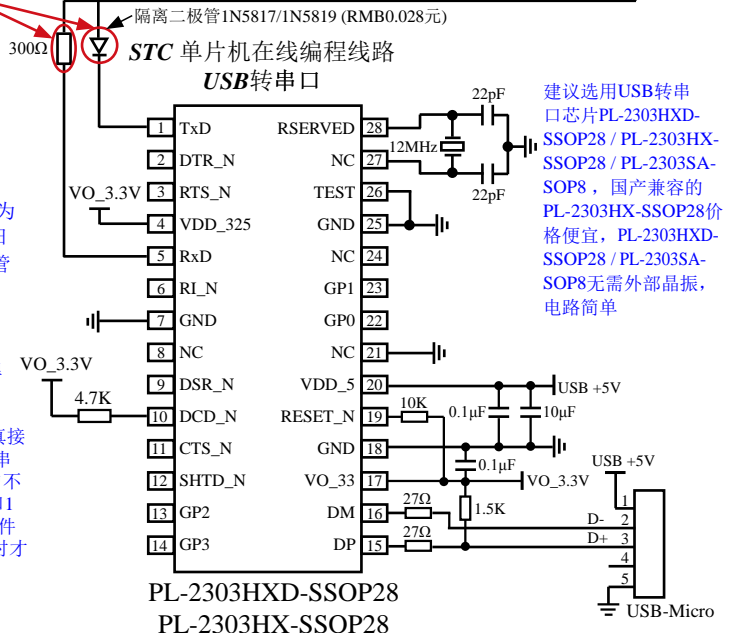 隔离二极管1N5817/1N5819 (RMB0.028元)
300Ω
STC 单片机在线编程线路
USB转串口
22pF
12MHz
22pF
建议选用USB转串
口芯片PL-2303HXD-
SSOP28 / PL-2303HX-
SSOP28 / PL-2303SA-
SOP8 ，国产兼容的
PL-2303HX-SSOP28价
格便宜，PL-2303HXD-
SSOP28 / PL-2303SA-
SOP8无需外部晶振，
电路简单
1 TxD RSERVED 28
2 DTR_N NC 27
VO_3.3V 3 RTS_N TEST 26
4 VDD_325 GND 25
5 RxD NC 24
6 RI_N GP1 23
7 GND GP0 22
8 NC NC 21
VO_3.3V
9 DSR_N VDD_5 20 USB +5V
4.7K
10 DCD_N RESET_N 19 10K 0.1μF 10μF
11 CTS_N GND 18
0.1μF
12 SHTD_N VO_33 17 VO_3.3V
13 GP2 DM 16 27Ω 1.5K
14 GP3 DP 15 27Ω
USB +5V
1
D- 2
D+ 3
4
5
USB-Micro
为
管
接
串
不
1
件
时才
PL-2303HXD-SSOP28
PL-2303HX-SSOP28